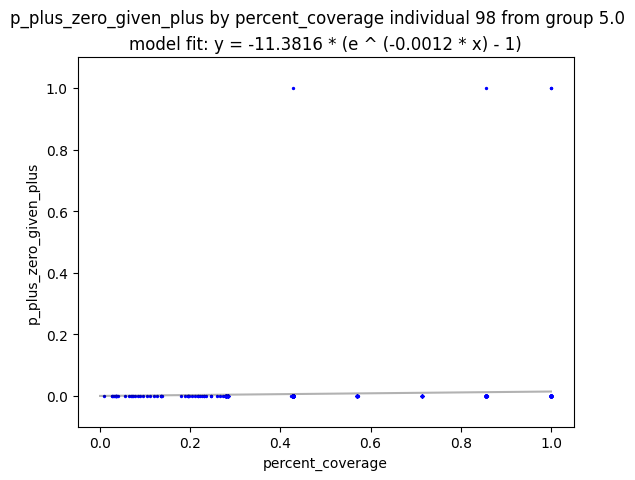 p_plus_zero_given_plus by percent_coverage individual 98 from group 5.0
model fit: y = -11.3816 * (e ^ (-0.0012 * x) - 1)
1.0
0.8
0.6
0.4
0.2
0.0
p_plus_zero_given_plus
0.0 0.2 0.4 0.6 0.8 1.0
percent_coverage